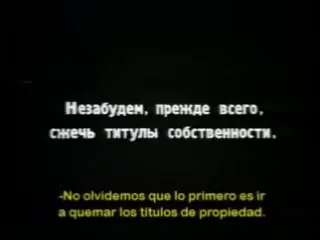 Незабудем, прежде всего,
сжечь титулы собственности.
-No olvidemos que lo primero es ir
a quemar los títulos de propiedad.